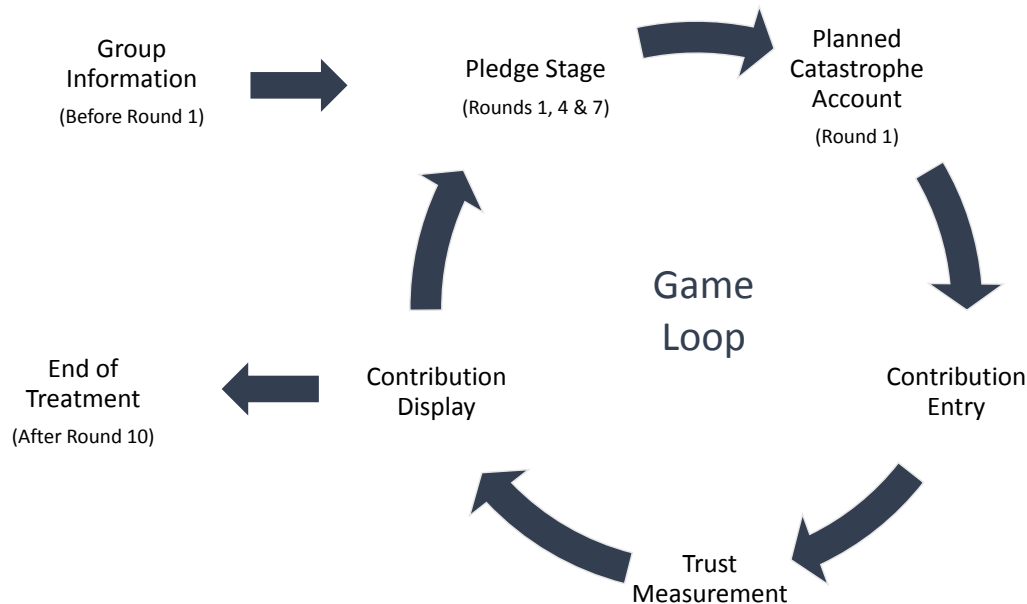 Group
Information
(Before Round 1)
Pledge Stage
(Rounds 1, 4 & 7)
Planned
Catastrophe
Account
(Round 1)
Game
Loop
End of
Treatment
(After Round 10)
Contribution
Display
Contribution
Entry
Trust
Measurement